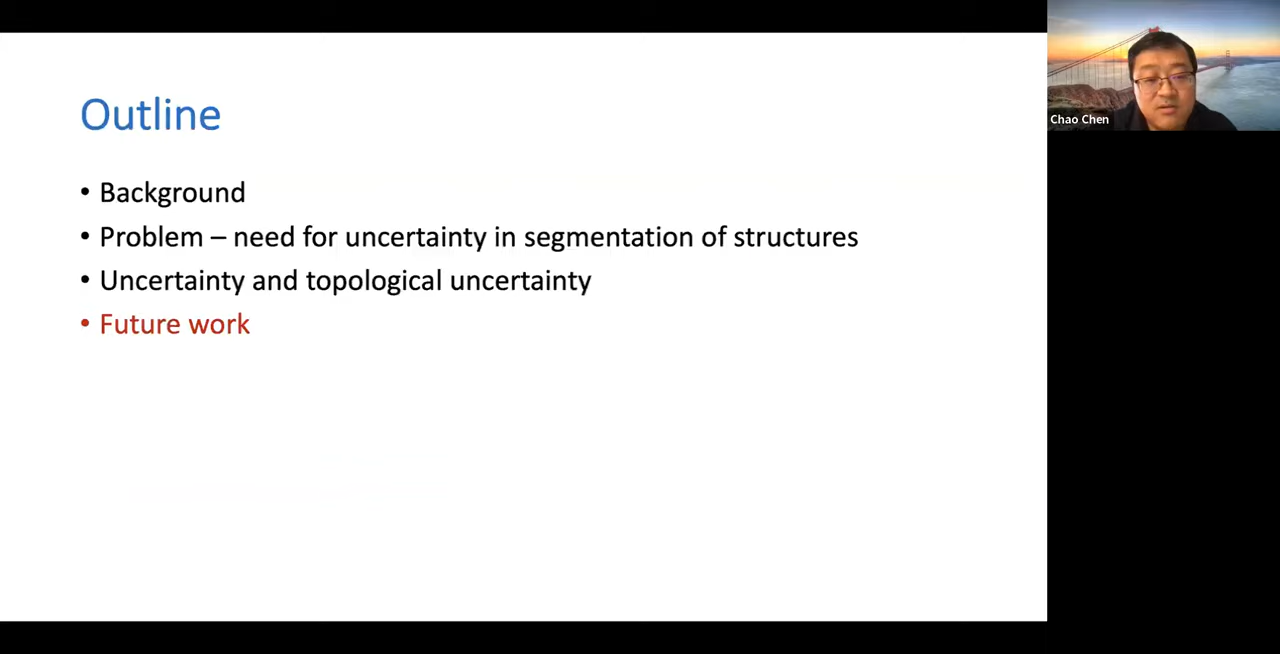 Outline
• Background
• Problem – need for uncertainty in segmentation of structures
• Uncertainty and topological uncertainty
• Future work
Chao Chen